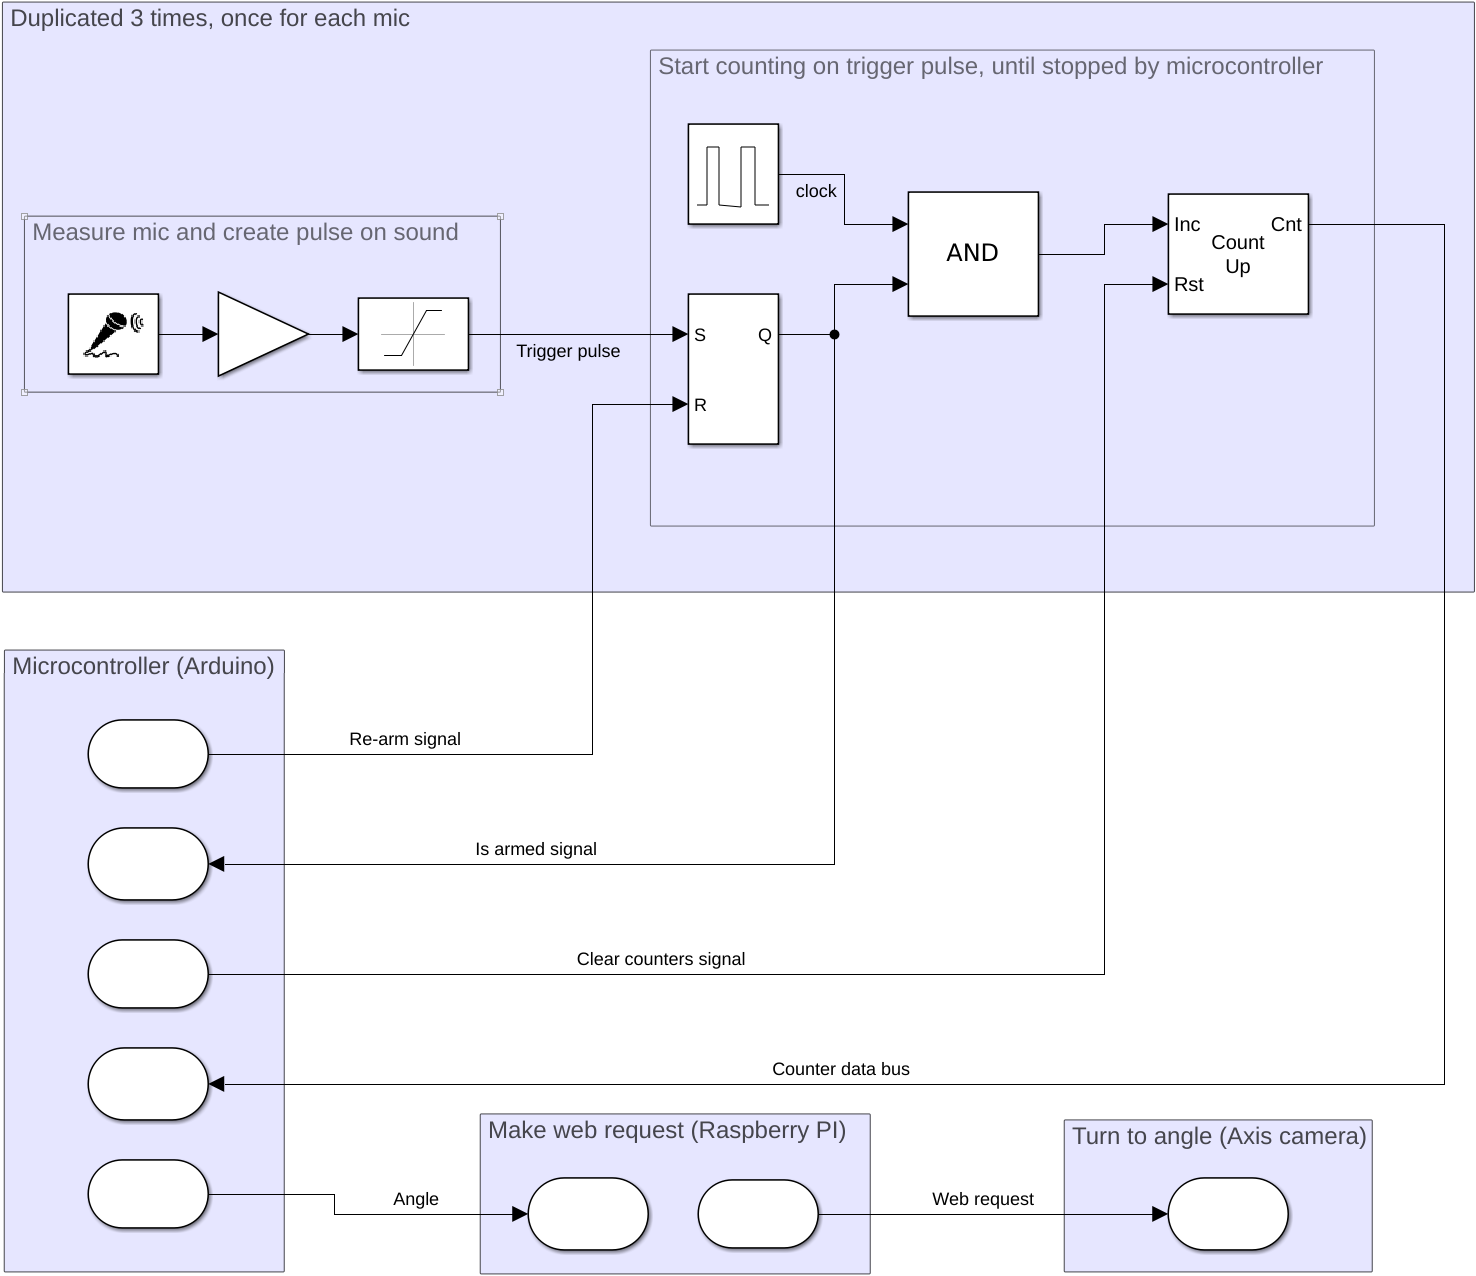 Duplicated 3 times, once for each mic
Start counting on trigger pulse, until stopped by microcontroller
clock
Measure mic and create pulse on sound
AND
Inc
Cnt
Count
Up
Rst
S
Q
Trigger pulse
R
Microcontroller (Arduino)
Re-arm signal
Is armed signal
Clear counters signal
Counter data bus
Make web request (Raspberry PI)
Turn to angle (Axis camera)
Angle
Web request